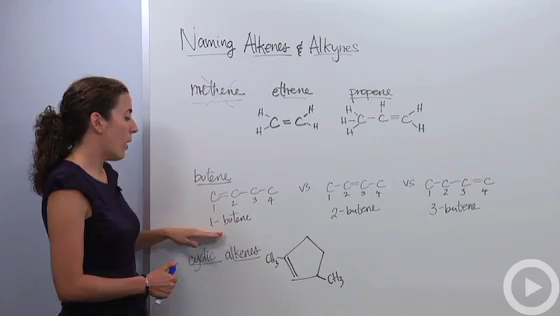 Naming Alkenes & Alkynes
methene ethene propene
H H H H H
C = C H - C - C = C
H H H H
butene
C = C - C - C vs C - C = C - C vs C - C - C = C
1 2 3 4 1 2 3 4 1 2 3 4
1-butene 2-butene 3-butene
cyclic alkenes CH3
CH3